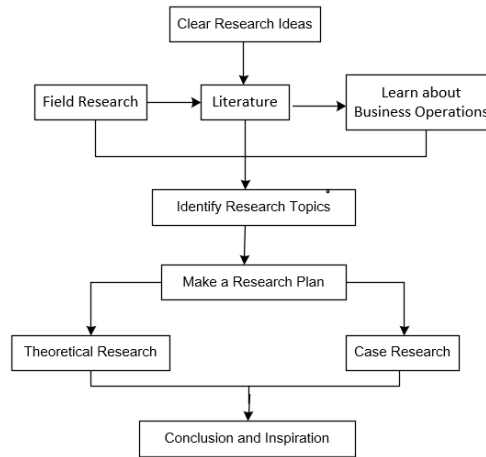 Clear Research Ideas
Field Research
Literature
Learn about
Business Operations
Identify Research Topics
Make a Research Plan
Theoretical Research
Case Research
Conclusion and Inspiration